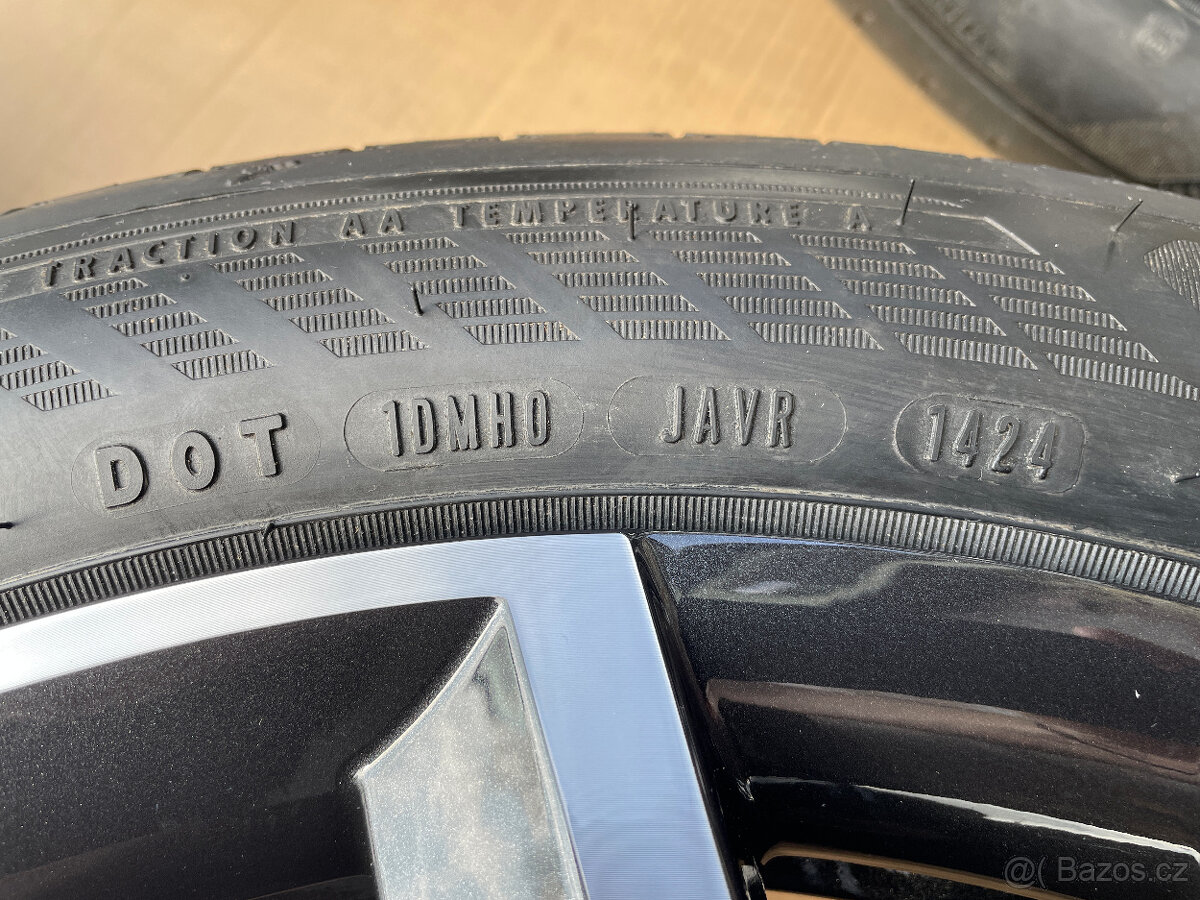 TRACTION AA TEMPERATURE A
DOT 1DMH0 JAVR 1424
@( Bazos.cz